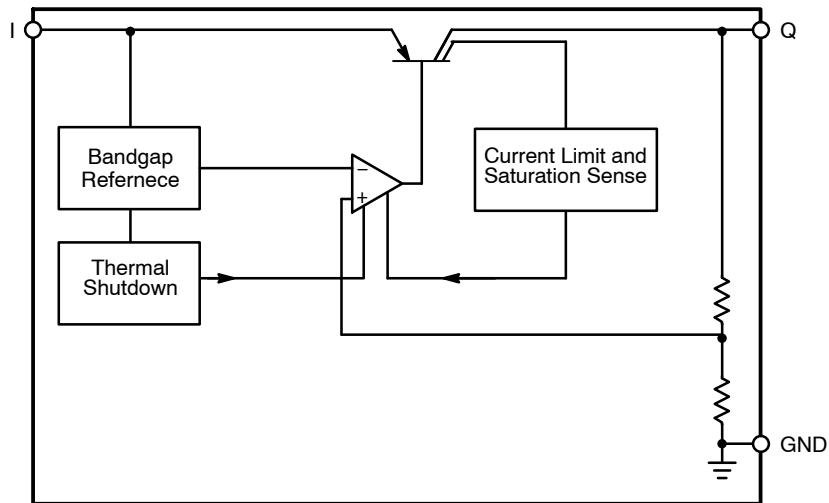 I
Q
Bandgap
Refernece
Current Limit and
Saturation Sense
−
+
Thermal
Shutdown
GND